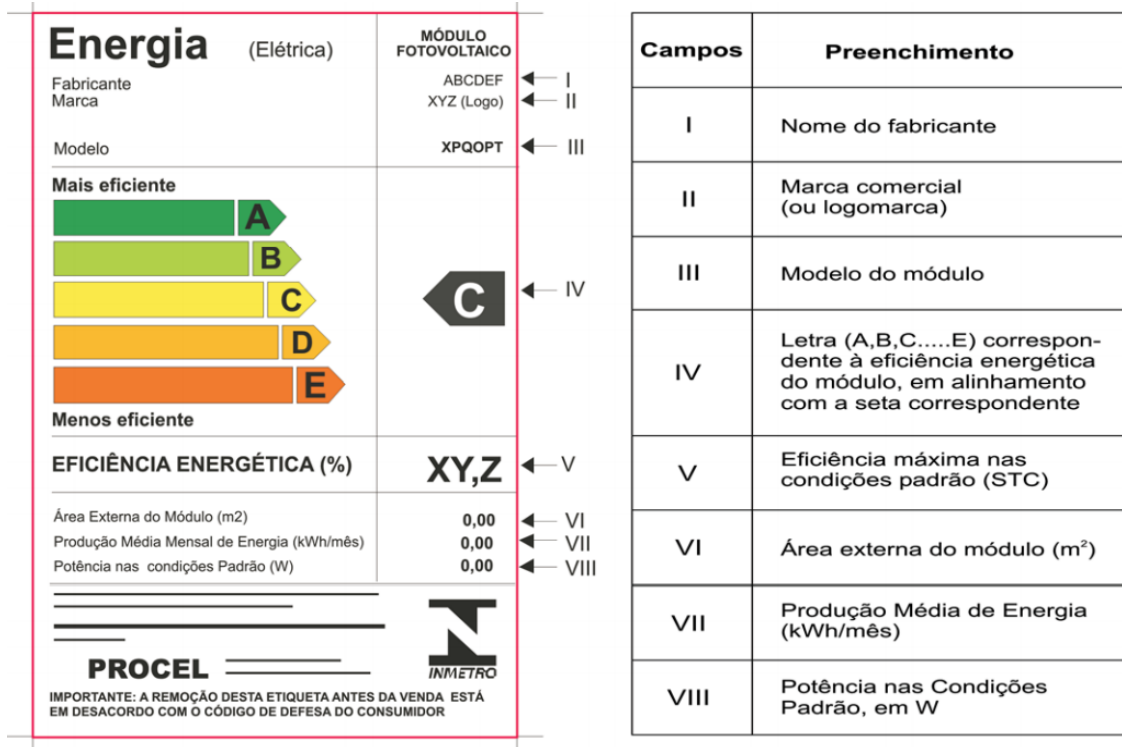 Energia (Elétrica) MÓDULO FOTOVOLTAICO
Fabricante ABCDEF I
Marca XYZ (Logo) II
Modelo XPQOPT III
Mais eficiente
A
B
C
D
E
C IV
Menos eficiente
EFICIÊNCIA ENERGÉTICA (%) XY,Z V
Área Externa do Módulo (m2) 0,00 VI
Produção Média Mensal de Energia (kWh/mês) 0,00 VII
Potência nas condições Padrão (W) 0,00 VIII
PROCEL
INMETRO
IMPORTANTE: A REMOÇÃO DESTA ETIQUETA ANTES DA VENDA ESTÁ
EM DESACORDO COM O CÓDIGO DE DEFESA DO CONSUMIDOR
Campos Preenchimento
I Nome do fabricante
II Marca comercial
(ou logomarca)
III Modelo do módulo
IV Letra (A,B,C.....E) correspon-
dente à eficiência energética
do módulo, em alinhamento
com a seta correspondente
V Eficiência máxima nas
condições padrão (STC)
VI Área externa do módulo (m²)
VII Produção Média de Energia
(kWh/mês)
VIII Potência nas Condições
Padrão, em W